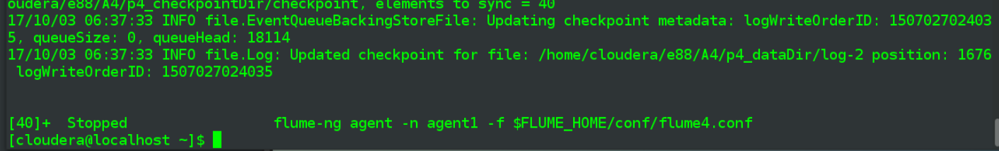 oudera/e88/A4/p4_checkpointDir/checkpoint, elements to sync = 40
17/10/03 06:37:33 INFO file.EventQueueBackingStoreFile: Updating checkpoint metadata: logWriteOrderID: 150702702403
5, queueSize: 0, queueHead: 18114
17/10/03 06:37:33 INFO file.Log: Updated checkpoint for file: /home/cloudera/e88/A4/p4_dataDir/log-2 position: 1676
 logWriteOrderID: 1507027024035
[40]+  Stopped                 flume-ng agent -n agent1 -f $FLUME_HOME/conf/flume4.conf
[cloudera@localhost ~]$